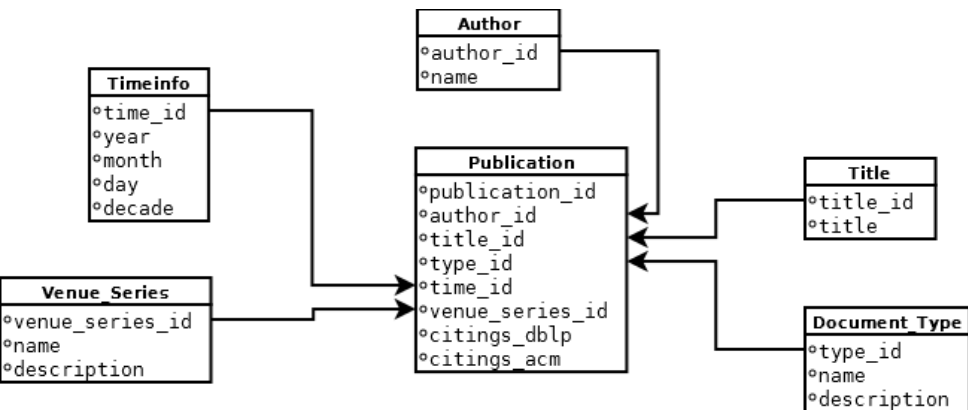 Author
author_id
name
Timeinfo
time_id
year
month
day
decade
Publication
publication_id
author_id
title_id
type_id
time_id
venue_series_id
citings_dblp
citings_acm
Title
title_id
title
Venue_Series
venue_series_id
name
description
Document_Type
type_id
name
description